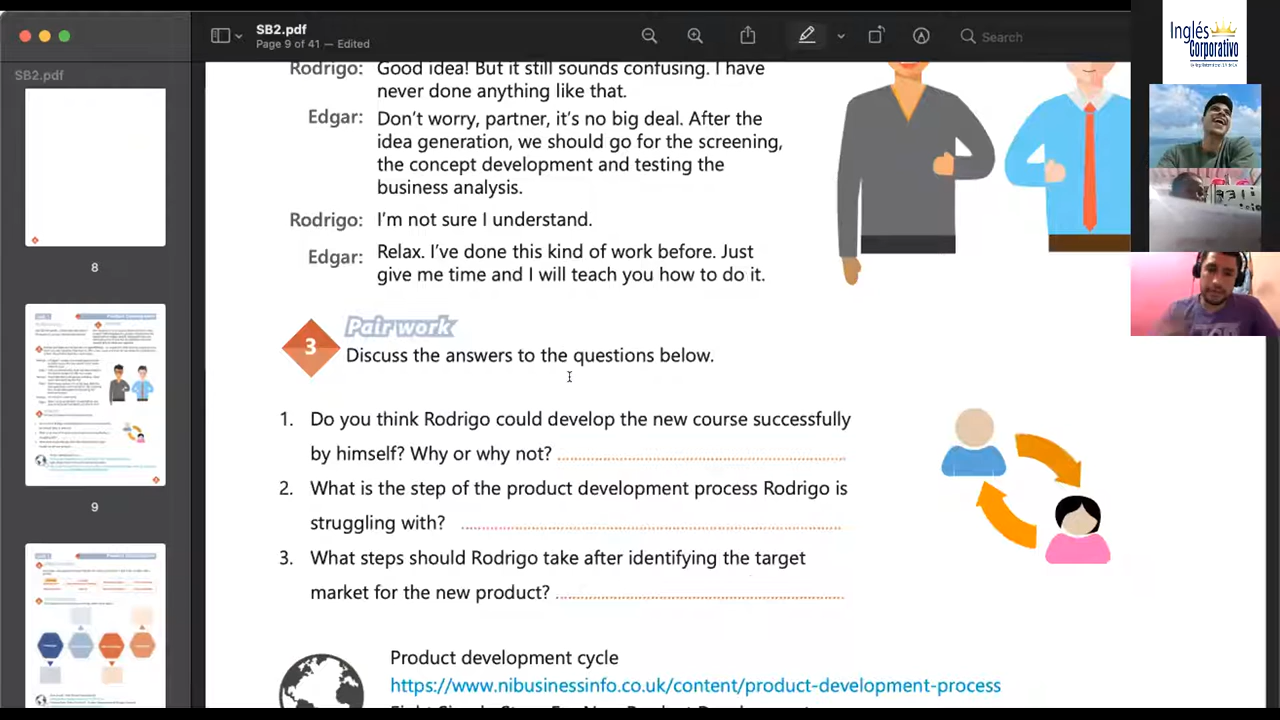 SB2.pdf
Page 9 of 41 — Edited
Search
Inglés
Corporativo
SB2.pdf
8
9
Rodrigo: Good idea! But it still sounds confusing. I have
never done anything like that.
Edgar: Don't worry, partner, it's no big deal. After the
idea generation, we should go for the screening,
the concept development and testing the
business analysis.
Rodrigo: I'm not sure I understand.
Edgar: Relax. I've done this kind of work before. Just
give me time and I will teach you how to do it.
3
Pair work
Discuss the answers to the questions below.
1. Do you think Rodrigo could develop the new course successfully
by himself? Why or why not?
2. What is the step of the product development process Rodrigo is
struggling with?
3. What steps should Rodrigo take after identifying the target
market for the new product?
Product development cycle
https://www.nibusinessinfo.co.uk/content/product-development-process